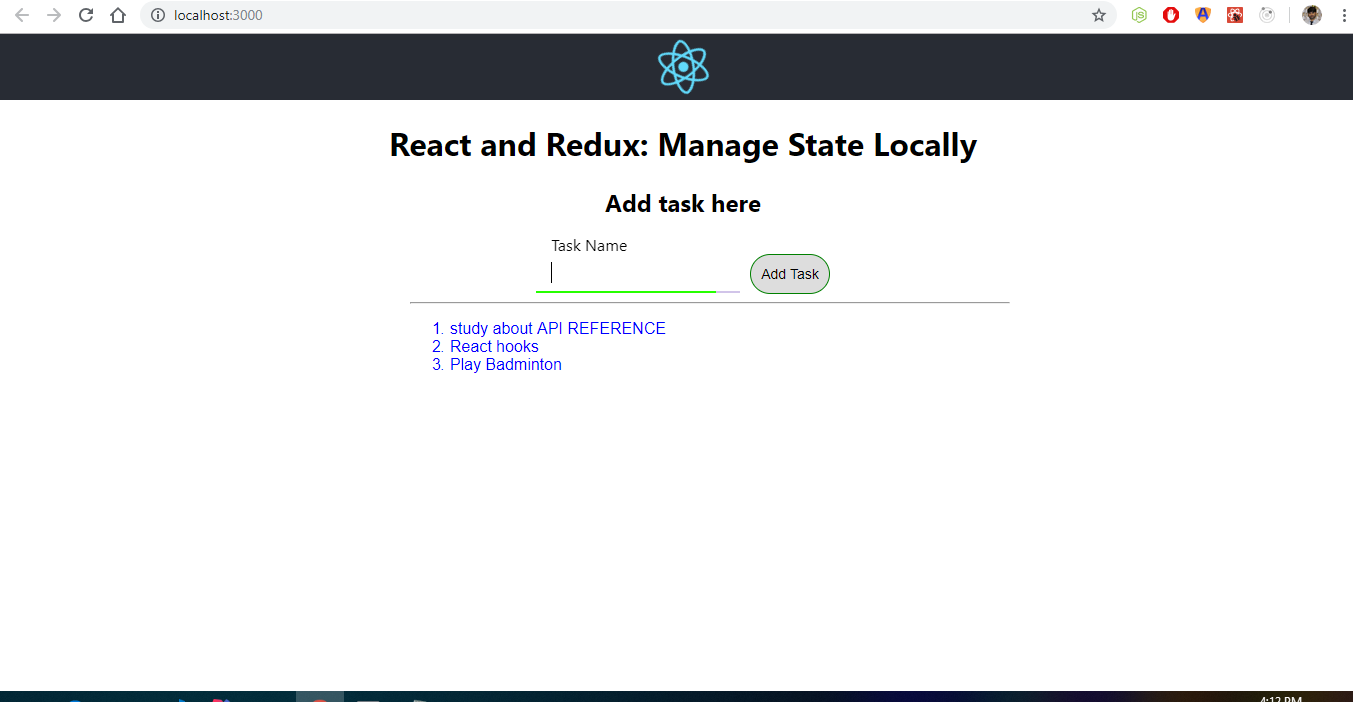 localhost:3000
React and Redux: Manage State Locally
Add task here
Task Name
Add Task
1. study about API REFERENCE
2. React hooks
3. Play Badminton
4:12 PM